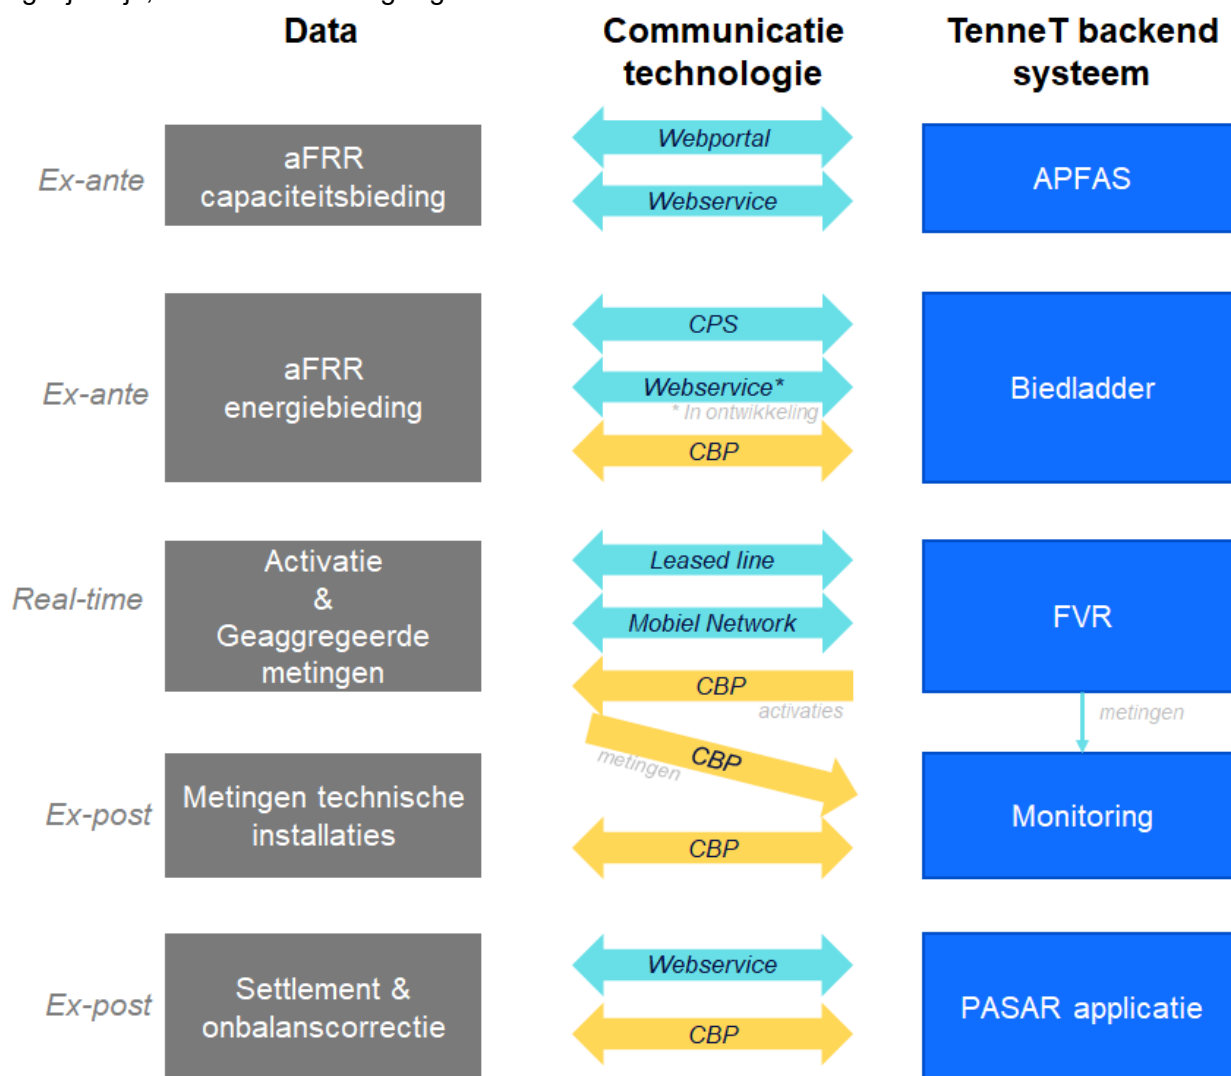 Data
Communicatie
technologie
TenneT backend
systeem
Ex-ante
aFRR
capaciteitsbieding
Webportal
Webservice
APFAS
Ex-ante
aFRR
energiebieding
CPS
Webservice*
* In ontwikkeling
CBP
Biedladder
Real-time
Activatie
&
Geaggregeerde
metingen
Leased line
Mobiel Network
CBP
activaties
FVR
metingen
CBP
metingen
Ex-post
Metingen technische
installaties
CBP
Monitoring
Ex-post
Settlement &
onbalanscorrectie
Webservice
CBP
PASAR applicatie